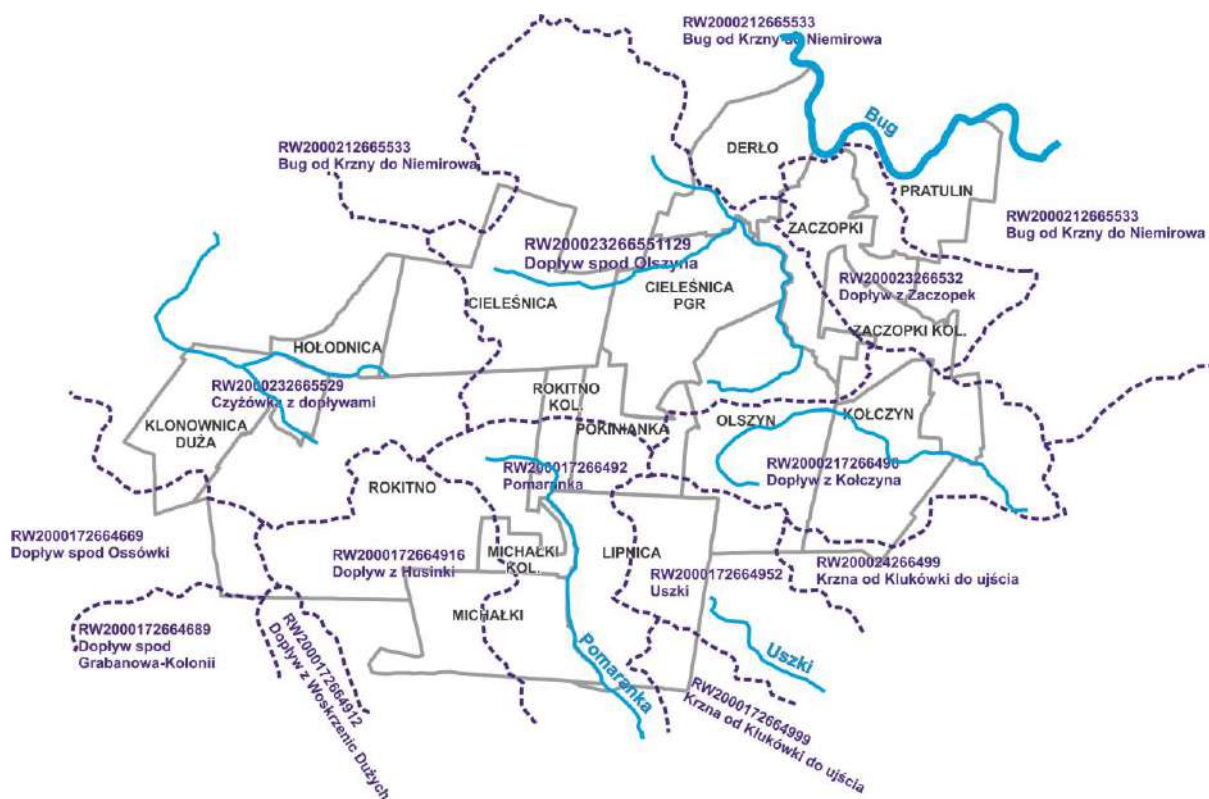 RW2000212665533
Bug od Krzny do Niemirowa
Bug
DERŁO
RW2000212665533
Bug od Krzny do Niemirowa
PRATULIN
ZACZOPKI
RW2000212665533
Bug od Krzny do Niemirowa
RW200023266551129
Dopływ spod Olszyna
CIELEŚNICA
PGR
RW200023266532
Dopływ z Zaczopek
CIELEŚNICA
ZACZOPKI KOL.
HOŁODNICA
RW2000232665529
Czyżówka z dopływami
ROKITNO
KOL.
KLONOWNICA
DUŻA
POKINIANKA
OLSZYN
KOŁCZYN
RW200017266492
Pomaranka
RW2000217266496
Dopływ z Kołczyna
ROKITNO
RW2000172664669
Dopływ spod Ossówki
RW2000172664916
Dopływ z Husinki
MICHAŁKI
KOL.
LIPNICA
RW2000172664952
Uszki
RW200024266499
Krzna od Klukówki do ujścia
MICHAŁKI
RW2000172664689
Dopływ spod
Grabanowa-Kolonii
RW2000172664912
Dopływ z Woskrzenic Dużych
Pomaranka
Uszki
RW2000172664999
Krzna od Klukówki do ujścia